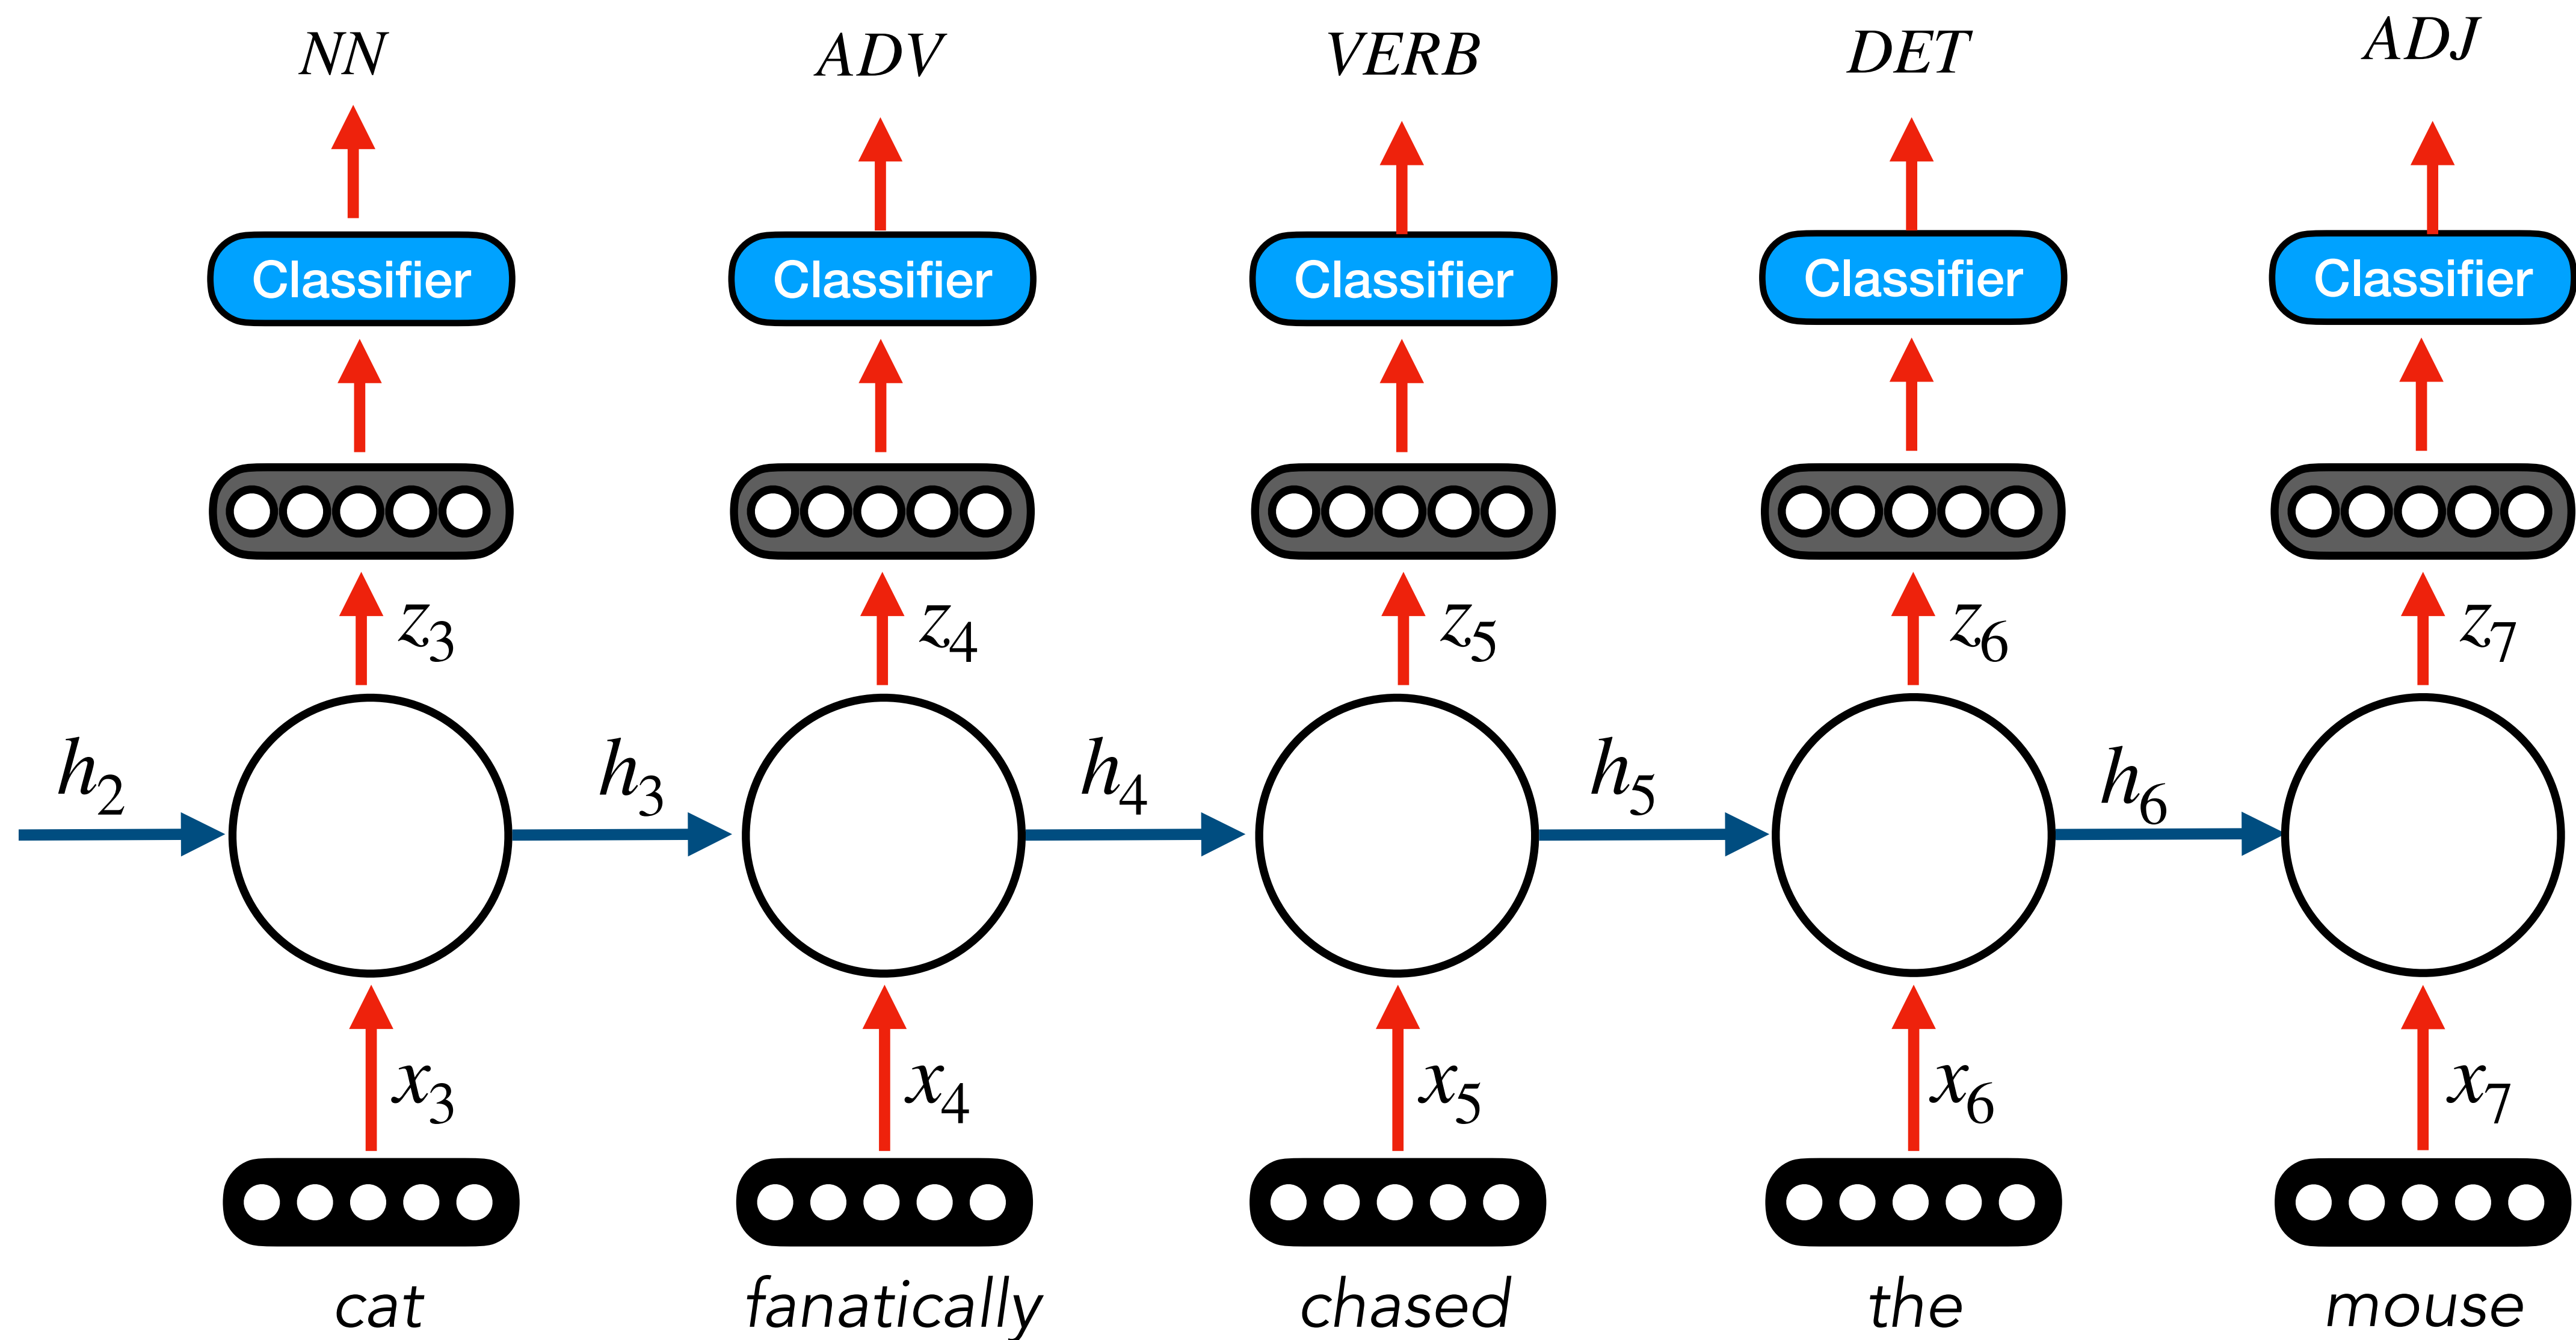 NN ADV VERB DET ADJ
Classifier Classifier Classifier Classifier Classifier
z3 z4 z5 z6 z7
h2 h3 h4 h5 h6
x3 x4 x5 x6 x7
cat fanatically chased the mouse